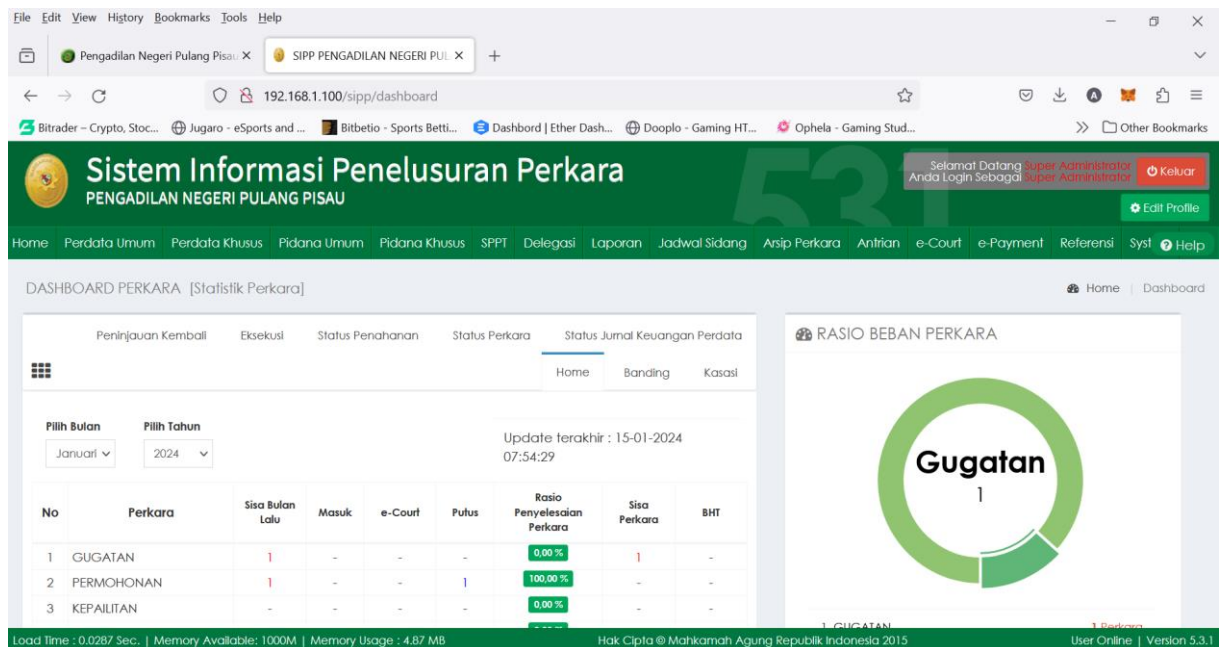 File Edit View History Bookmarks Tools Help
Pengadilan Negeri Pulang Pisau
SIPP PENGADILAN NEGERI PUL
192.168.1.100/sipp/dashboard
Bitrader – Crypto, Stoc... Jugaro - eSports and ... Bitbetio - Sports Betti... Dashbord | Ether Dash... Dooplo - Gaming HT... Ophela - Gaming Stud... Other Bookmarks
Sistem Informasi Penelusuran Perkara
PENGADILAN NEGERI PULANG PISAU
531
Selamat Datang Super Administrator
Anda Login Sebagai Super Administrator
Keluar
Edit Profile
Home Perdata Umum Perdata Khusus Pidana Umum Pidana Khusus SPPT Delegasi Laporan Jadwal Sidang Arsip Perkara Antrian e-Court e-Payment Referensi Syst Help
DASHBOARD PERKARA [Statistik Perkara]
Home | Dashboard
Peninjauan Kembali Eksekusi Status Penahanan Status Perkara Status Jurnal Keuangan Perdata
Home Banding Kasasi
Pilih Bulan Pilih Tahun
Januari 2024
Update terakhir : 15-01-2024
07:54:29
No Perkara Sisa Bulan Lalu Masuk e-Court Putus Rasio Penyelesaian Perkara Sisa Perkara BHT
1 GUGATAN 1 - - - 0,00 % 1 -
2 PERMOHONAN 1 - - 1 100,00 % - -
3 KEPAILITAN - - - - 0,00 % - -
RASIO BEBAN PERKARA
Gugatan
1
1. GUGATAN 1 Perkara
Load Time : 0.0287 Sec. | Memory Available: 1000M | Memory Usage : 4.87 MB
Hak Cipta © Mahkamah Agung Republik Indonesia 2015
User Online | Version 5.3.1